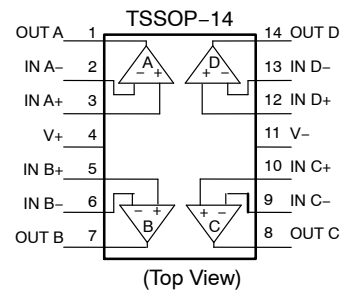 TSSOP−14
OUT A 1 14 OUT D
IN A− 2 A D 13 IN D−
− + + −
IN A+ 3 12 IN D+
V+ 4 11 V−
IN B+ 5 10 IN C+
IN B− 6 − + + − 9 IN C−
B C
OUT B 7 8 OUT C
(Top View)